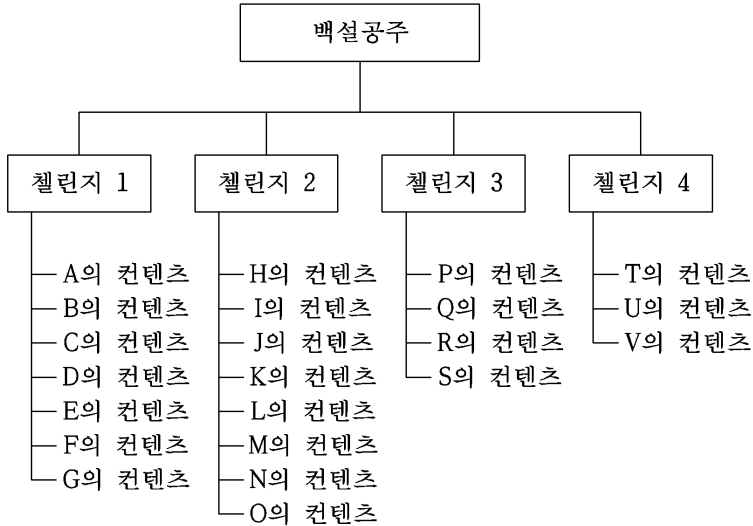 백설공주
첼린지 1
첼린지 2
첼린지 3
첼린지 4
A의 컨텐츠
B의 컨텐츠
C의 컨텐츠
D의 컨텐츠
E의 컨텐츠
F의 컨텐츠
G의 컨텐츠
H의 컨텐츠
I의 컨텐츠
J의 컨텐츠
K의 컨텐츠
L의 컨텐츠
M의 컨텐츠
N의 컨텐츠
O의 컨텐츠
P의 컨텐츠
Q의 컨텐츠
R의 컨텐츠
S의 컨텐츠
T의 컨텐츠
U의 컨텐츠
V의 컨텐츠